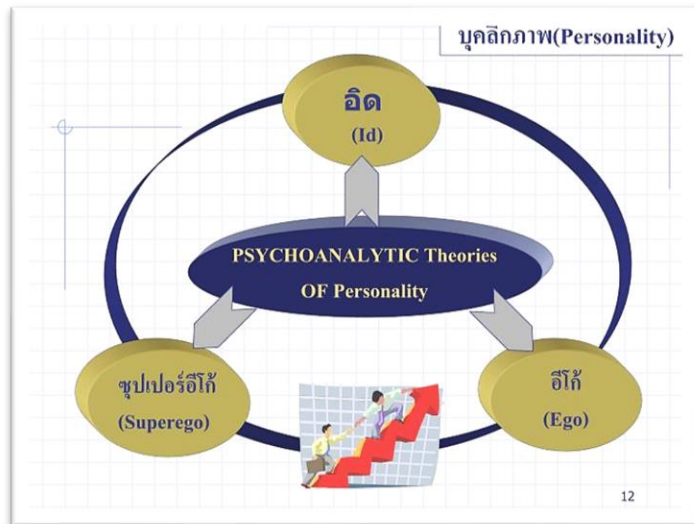 บุคลิกภาพ(Personality)
อิด
(Id)
PSYCHOANALYTIC Theories
OF Personality
ซุปเปอร์อีโก้
(Superego)
อีโก้
(Ego)
12